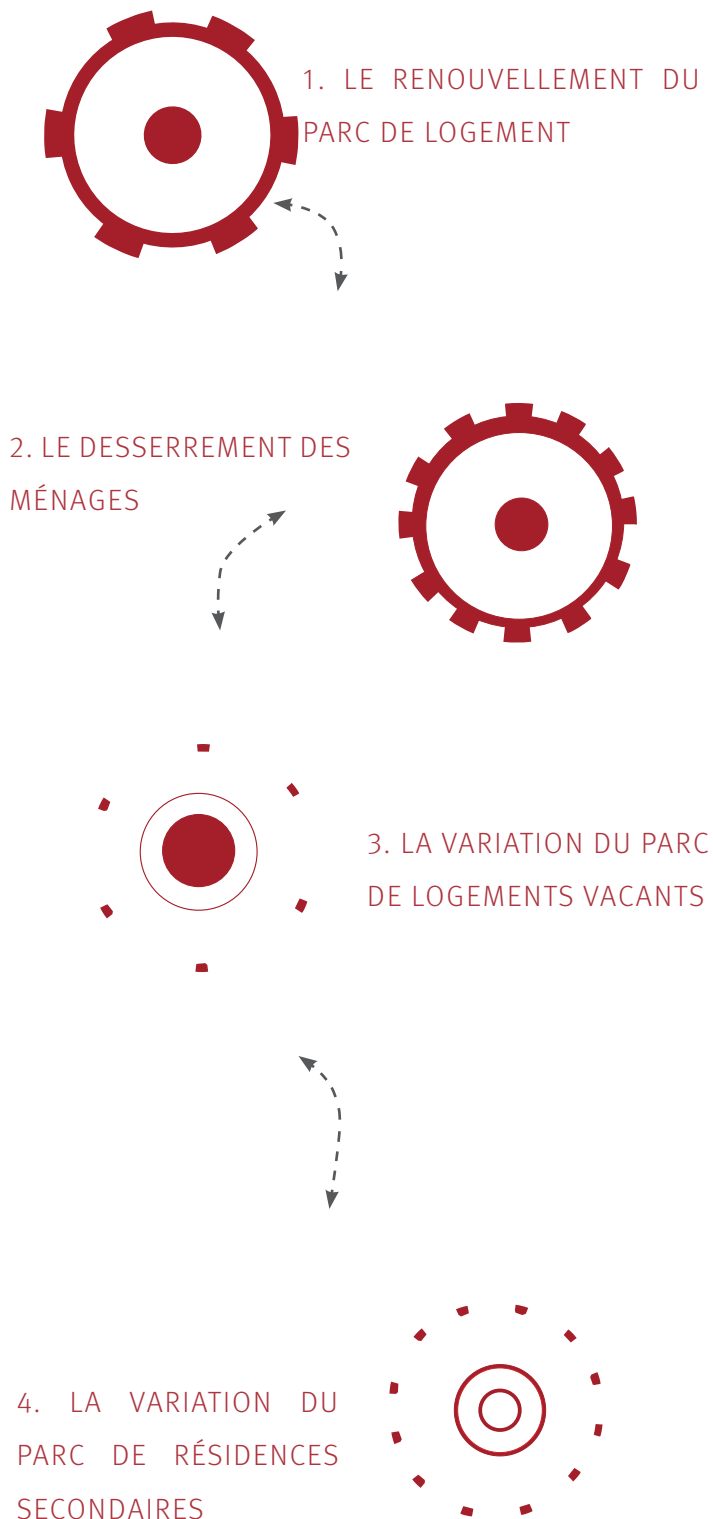 1. LE RENOUVELLEMENT DU
PARC DE LOGEMENT
2. LE DESSERREMENT DES
MÉNAGES
3. LA VARIATION DU PARC
DE LOGEMENTS VACANTS
4. LA VARIATION DU
PARC DE RÉSIDENCES
SECONDAIRES